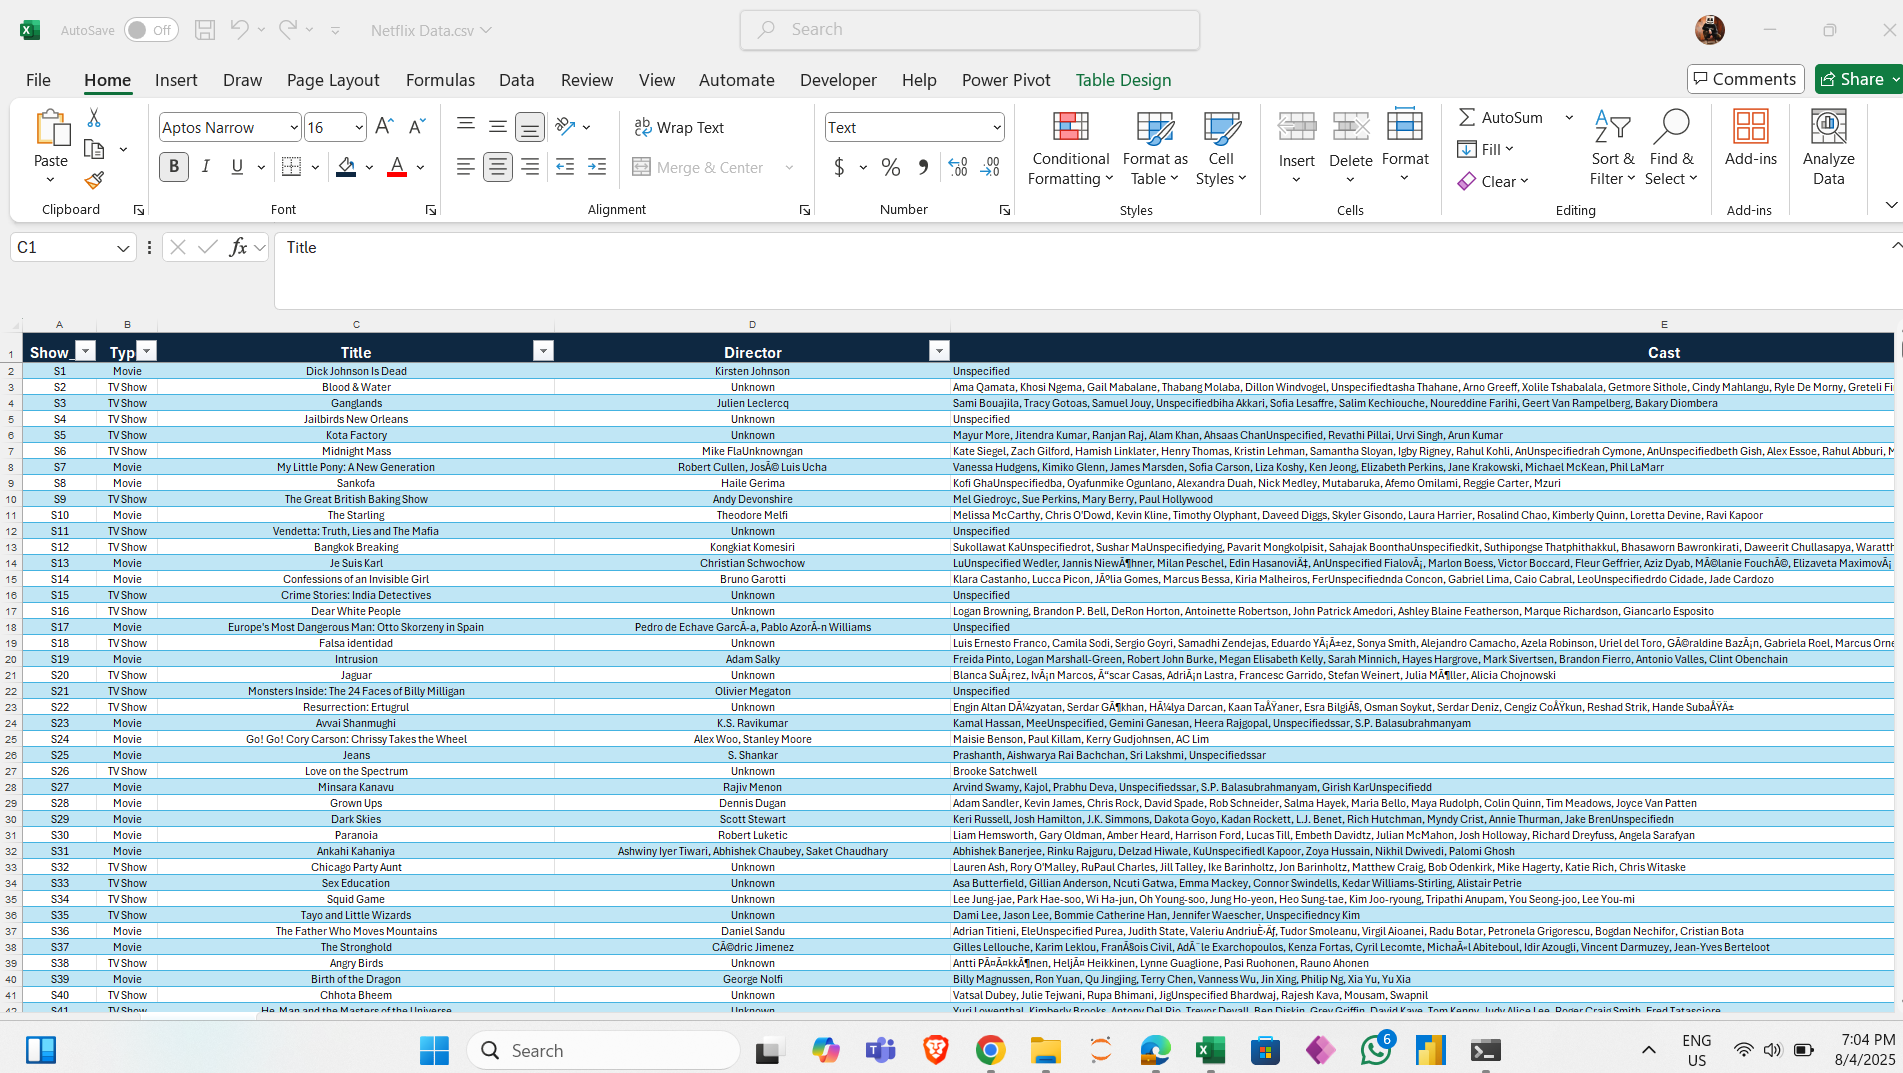 AutoSave Off Netflix Data.csv Search
File Home Insert Draw Page Layout Formulas Data Review View Automate Developer Help Power Pivot Table Design Comments Share
Paste
Clipboard
Aptos Narrow 16
B I U
Font
Wrap Text
Merge & Center
Alignment
Text
$ % 9
Number
Conditional Formatting
Format as Table
Cell Styles
Styles
Insert Delete Format
Cells
AutoSum
Fill
Clear
Sort & Filter
Find & Select
Editing
Add-ins
Add-ins
Analyze Data
C1 fx Title
A B C D E
1 Show_ Typ Title Director Cast
2 S1 Movie Dick Johnson Is Dead Kirsten Johnson Unspecified
3 S2 TV Show Blood & Water Unknown Ama Qamata, Khosi Ngema, Gail Mabalane, Thabang Molaba, Dillon Windvogel, Unspecifiedtasha Thahane, Arno Greeff, Xolile Tshabalala, Getmore Sithole, Cindy Mahlangu, Ryle De Morny, Greteli Fi
4 S3 TV Show Ganglands Julien Leclercq Sami Bouajila, Tracy Gotoas, Samuel Jouy, Unspecifiedbiha Akkari, Sofia Lesaffre, Salim Kechiouche, Noureddine Farihi, Geert Van Rampelberg, Bakary Diombera
5 S4 TV Show Jailbirds New Orleans Unknown Unspecified
6 S5 TV Show Kota Factory Unknown Mayur More, Jitendra Kumar, Ranjan Raj, Alam Khan, Ahsaas ChanUnspecified, Revathi Pillai, Urvi Singh, Arun Kumar
7 S6 TV Show Midnight Mass Mike FlaUnknowngan Kate Siegel, Zach Gilford, Hamish Linklater, Henry Thomas, Kristin Lehman, Samantha Sloyan, Igby Rigney, Rahul Kohli, AnUnspecifiedrah Cymone, AnUnspecifiedbeth Gish, Alex Essoe, Rahul Abburi, M
8 S7 Movie My Little Pony: A New Generation Robert Cullen, JosÃ© Luis Ucha Vanessa Hudgens, Kimiko Glenn, James Marsden, Sofia Carson, Liza Koshy, Ken Jeong, Elizabeth Perkins, Jane Krakowski, Michael McKean, Phil LaMarr
9 S8 Movie Sankofa Haile Gerima Kofi GhaUnspecifiedba, Oyafunmike Ogunlano, Alexandra Duah, Nick Medley, Mutabaruka, Afemo Omilami, Reggie Carter, Mzuri
10 S9 TV Show The Great British Baking Show Andy Devonshire Mel Giedroyc, Sue Perkins, Mary Berry, Paul Hollywood
11 S10 Movie The Starling Theodore Melfi Melissa McCarthy, Chris O'Dowd, Kevin Kline, Timothy Olyphant, Daveed Diggs, Skyler Gisondo, Laura Harrier, Rosalind Chao, Kimberly Quinn, Loretta Devine, Ravi Kapoor
12 S11 TV Show Vendetta: Truth, Lies and The Mafia Unknown Unspecified
13 S12 TV Show Bangkok Breaking Kongkiat Komesiri Sukollawat KaUnspecifiedrot, Sushar MaUnspecifiedying, Pavarit Mongkolpisit, Sahajak BoonthaUnspecifiedkit, Suthipongse Thatphithakkul, Bhasaworn Bawronkirati, Daweerit Chullasapya, Waratth
14 S13 Movie Je Suis Karl Christian Schwochow LuUnspecified Wedler, Jannis NiewÃ¶hner, Milan Peschel, Edin HasanoviÄ‡, AnUnspecified FialovÃ¡, Marlon Boess, Victor Boccard, Fleur Geffrier, Aziz Dyab, MÃ©lanie FouchÃ©, Elizaveta MaximovÃ¡
15 S14 Movie Confessions of an Invisible Girl Bruno Garotti Klara Castanho, Lucca Picon, JÃºlia Gomes, Marcus Bessa, Kiria Malheiros, FerUnspecifiednda Concon, Gabriel Lima, Caio Cabral, LeoUnspecifiedrdo Cidade, Jade Cardozo
16 S15 TV Show Crime Stories: India Detectives Unknown Unspecified
17 S16 TV Show Dear White People Unknown Logan Browning, Brandon P. Bell, DeRon Horton, Antoinette Robertson, John Patrick Amedori, Ashley Blaine Featherson, Marque Richardson, Giancarlo Esposito
18 S17 Movie Europe's Most Dangerous Man: Otto Skorzeny in Spain Pedro de Echave GarcÃ-a, Pablo AzorÃ-n Williams Unspecified
19 S18 TV Show Falsa identidad Unknown Luis Ernesto Franco, Camila Sodi, Sergio Goyri, Samadhi Zendejas, Eduardo YÃ¡Ã±ez, Sonya Smith, Alejandro Camacho, Azela Robinson, Uriel del Toro, GÃ©raldine BazÃ¡n, Gabriela Roel, Marcus Orne
20 S19 Movie Intrusion Adam Salky Freida Pinto, Logan Marshall-Green, Robert John Burke, Megan Elisabeth Kelly, Sarah Minnich, Hayes Hargrove, Mark Sivertsen, Brandon Fierro, Antonio Valles, Clint Obenchain
21 S20 TV Show Jaguar Unknown Blanca SuÃ¡rez, IvÃ¡n Marcos, Ã“scar Casas, AdriÃ¡n Lastra, Francesc Garrido, Stefan Weinert, Julia MÃ¶ller, Alicia Chojnowski
22 S21 TV Show Monsters Inside: The 24 Faces of Billy Milligan Olivier Megaton Unspecified
23 S22 TV Show Resurrection: Ertugrul Unknown Engin Altan DÃ¼zyatan, Serdar GÃ¶khan, HÃ¼lya Darcan, Kaan TaÅŸaner, Esra BilgiÃ§, Osman Soykut, Serdar Deniz, Cengiz CoÅŸkun, Reshad Strik, Hande SubaÅŸÄ±
24 S23 Movie Avvai Shanmughi K.S. Ravikumar Kamal Hassan, MeeUnspecified, Gemini Ganesan, Heera Rajgopal, Unspecifiedssar, S.P. Balasubrahmanyam
25 S24 Movie Go! Go! Cory Carson: Chrissy Takes the Wheel Alex Woo, Stanley Moore Maisie Benson, Paul Killam, Kerry Gudjohnsen, AC Lim
26 S25 Movie Jeans S. Shankar Prashanth, Aishwarya Rai Bachchan, Sri Lakshmi, Unspecifiedssar
27 S26 TV Show Love on the Spectrum Unknown Brooke Satchwell
28 S27 Movie Minsara Kanavu Rajiv Menon Arvind Swamy, Kajol, Prabhu Deva, Unspecifiedssar, S.P. Balasubrahmanyam, Girish KarUnspecifiedd
29 S28 Movie Grown Ups Dennis Dugan Adam Sandler, Kevin James, Chris Rock, David Spade, Rob Schneider, Salma Hayek, Maria Bello, Maya Rudolph, Colin Quinn, Tim Meadows, Joyce Van Patten
30 S29 Movie Dark Skies Scott Stewart Keri Russell, Josh Hamilton, J.K. Simmons, Dakota Goyo, Kadan Rockett, L.J. Benet, Rich Hutchman, Myndy Crist, Annie Thurman, Jake BrenUnspecifiedn
31 S30 Movie Paranoia Robert Luketic Liam Hemsworth, Gary Oldman, Amber Heard, Harrison Ford, Lucas Till, Embeth Davidtz, Julian McMahon, Josh Holloway, Richard Dreyfuss, Angela Sarafyan
32 S31 Movie Ankahi Kahaniya Ashwiny Iyer Tiwari, Abhishek Chaubey, Saket Chaudhary Abhishek Banerjee, Rinku Rajguru, Delzad Hiwale, KuUnspecifiedl Kapoor, Zoya Hussain, Nikhil Dwivedi, Palomi Ghosh
33 S32 TV Show Chicago Party Aunt Unknown Lauren Ash, Rory O'Malley, RuPaul Charles, Jill Talley, Ike Barinholtz, Jon Barinholtz, Matthew Craig, Bob Odenkirk, Mike Hagerty, Katie Rich, Chris Witaske
34 S33 TV Show Sex Education Unknown Asa Butterfield, Gillian Anderson, Ncuti Gatwa, Emma Mackey, Connor Swindells, Kedar Williams-Stirling, Alistair Petrie
35 S34 TV Show Squid Game Unknown Lee Jung-jae, Park Hae-soo, Wi Ha-jun, Oh Young-soo, Jung Ho-yeon, Heo Sung-tae, Kim Joo-ryoung, Tripathi Anupam, You Seong-joo, Lee You-mi
36 S35 TV Show Tayo and Little Wizards Unknown Dami Lee, Jason Lee, Bommie Catherine Han, Jennifer Waescher, Unspecifiedncy Kim
37 S36 Movie The Father Who Moves Mountains Daniel Sandu Adrian Titieni, EleUnspecified Purea, Judith State, Valeriu AndriuÈ›Äƒ, Tudor Smoleanu, Virgil Aioanei, Radu Botar, Petronela Grigorescu, Bogdan Nechifor, Cristian Bota
38 S37 Movie The Stronghold CÃ©dric Jimenez Gilles Lellouche, Karim Leklou, FranÃ§ois Civil, AdÃ¨le Exarchopoulos, Kenza Fortas, Cyril Lecomte, MichaÃ«l Abiteboul, Idir Azougli, Vincent Darmuzey, Jean-Yves Berteloot
39 S38 TV Show Angry Birds Unknown Antti PÃ¤Ã¤kkÃ¶nen, HeljÃ¤ Heikkinen, Lynne Guaglione, Pasi Ruohonen, Rauno Ahonen
40 S39 Movie Birth of the Dragon George Nolfi Billy Magnussen, Ron Yuan, Qu Jingjing, Terry Chen, Vanness Wu, Jin Xing, Philip Ng, Xia Yu, Yu Xia
41 S40 TV Show Chhota Bheem Unknown Vatsal Dubey, Julie Tejwani, Rupa Bhimani, JigUnspecified Bhardwaj, Rajesh Kava, Mousam, Swapnil
42 S41 TV Show He-Man and the Masters of the Universe Unknown Yuri Lowenthal, Kimberly Brooks, Antony Del Rio, Trevor Devall, Ben Diskin, Grey Griffin, David Kaye, Tom Kenny, Judy Alice Lee, Roger Craig Smith, Fred Tatasciore
Search 6 ENG US 7:04 PM 8/4/2025